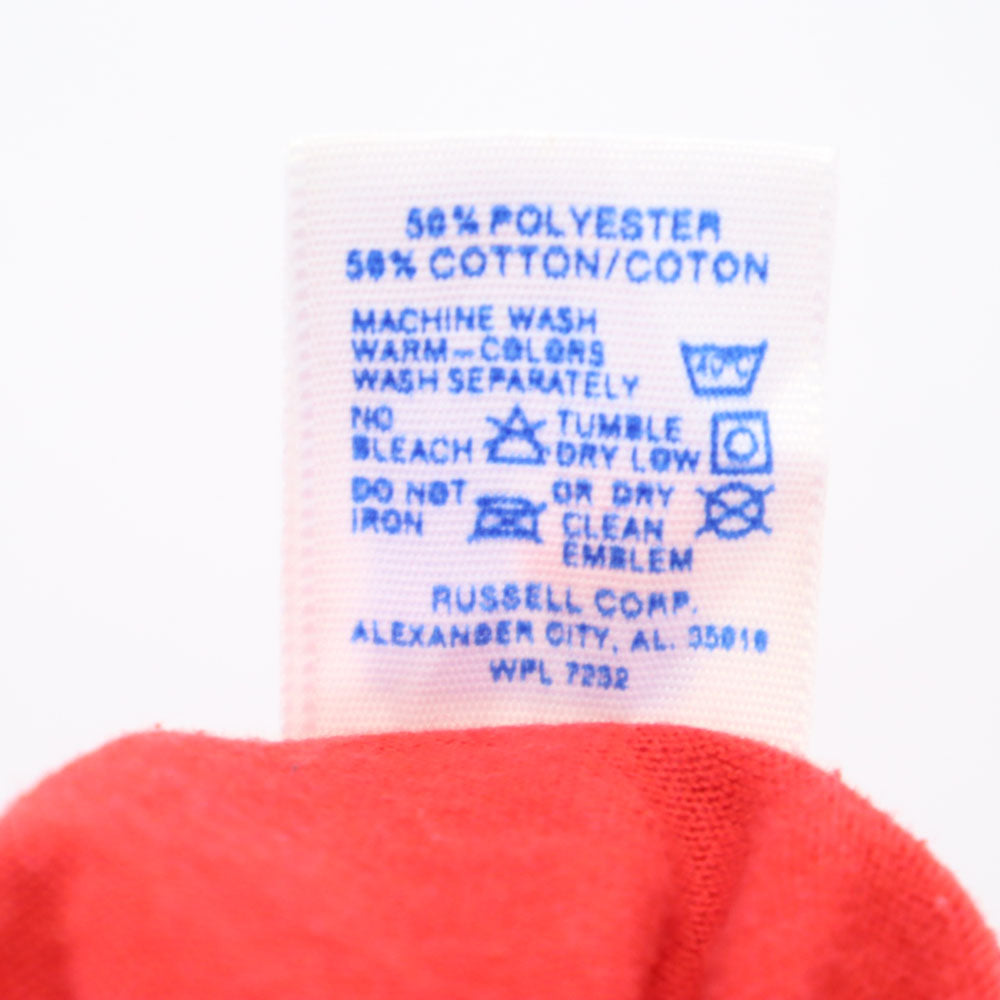 50% POLYESTER
50% COTTON/COTON
MACHINE WASH
WARM-COLORS
WASH SEPARATELY
40°C
NO
BLEACH
TUMBLE
DRY LOW
DO NOT
IRON
OR DRY
CLEAN
EMBLEM
RUSSELL CORP.
ALEXANDER CITY, AL. 35010
WPL 7232